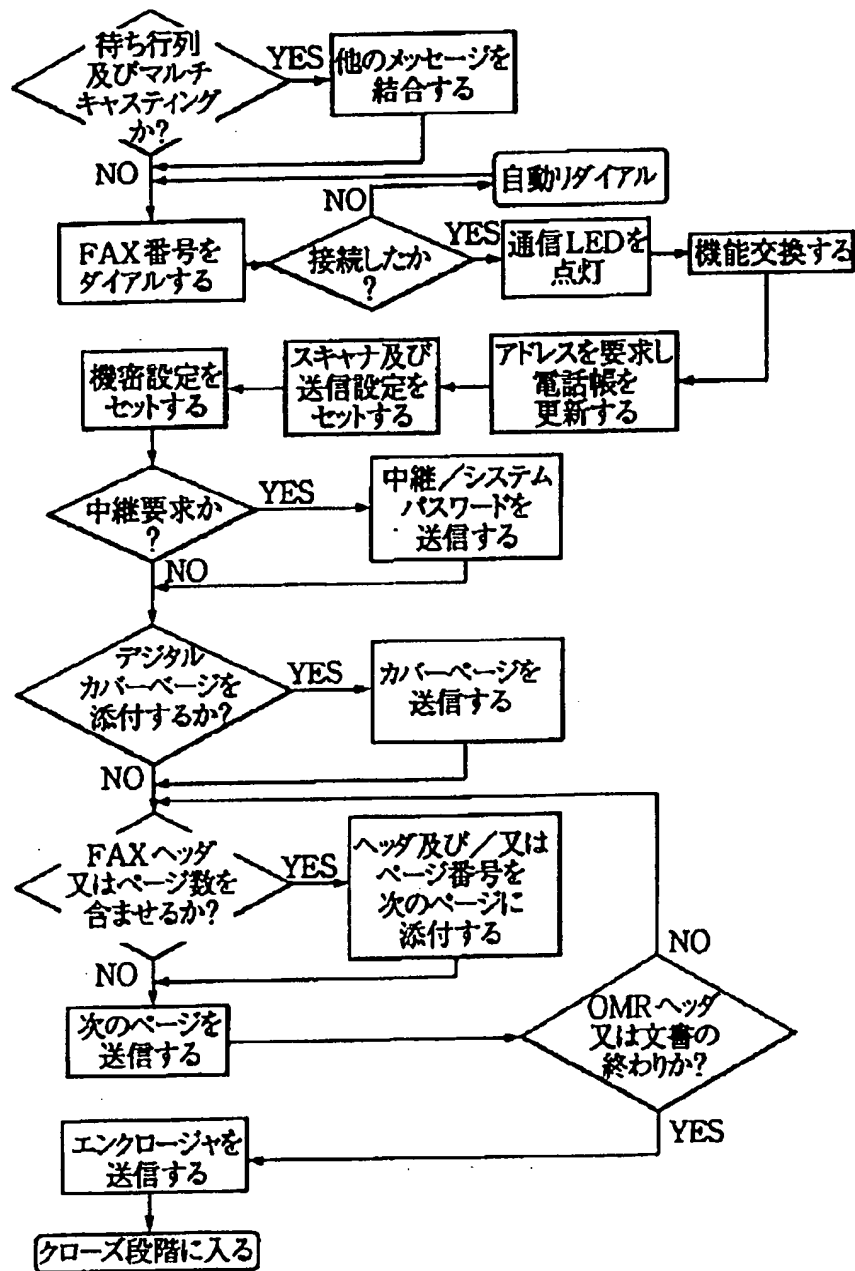 待ち行列
及びマルチ
キャスティング
か?
YES
他のメッセージを
結合する
NO
自動リダイアル
NO
FAX番号を
ダイアルする
接続したか
?
YES
通信LEDを
点灯
機能交換する
アドレスを要求し
電話帳を
更新する
スキャナ及び
送信設定を
セットする
機密設定を
セットする
中継要求か
?
YES
中継/システム
パスワードを
送信する
NO
デジタル
カバーページを
添付するか?
YES
カバーページを
送信する
NO
FAXヘッダ
又はページ数を
含ませるか?
YES
ヘッダ及び/又は
ページ番号を
次のページに
添付する
NO
次のページを
送信する
NO
OMRヘッダ
又は文書の
終わりか?
YES
エンクロージャを
送信する
クローズ段階に入る